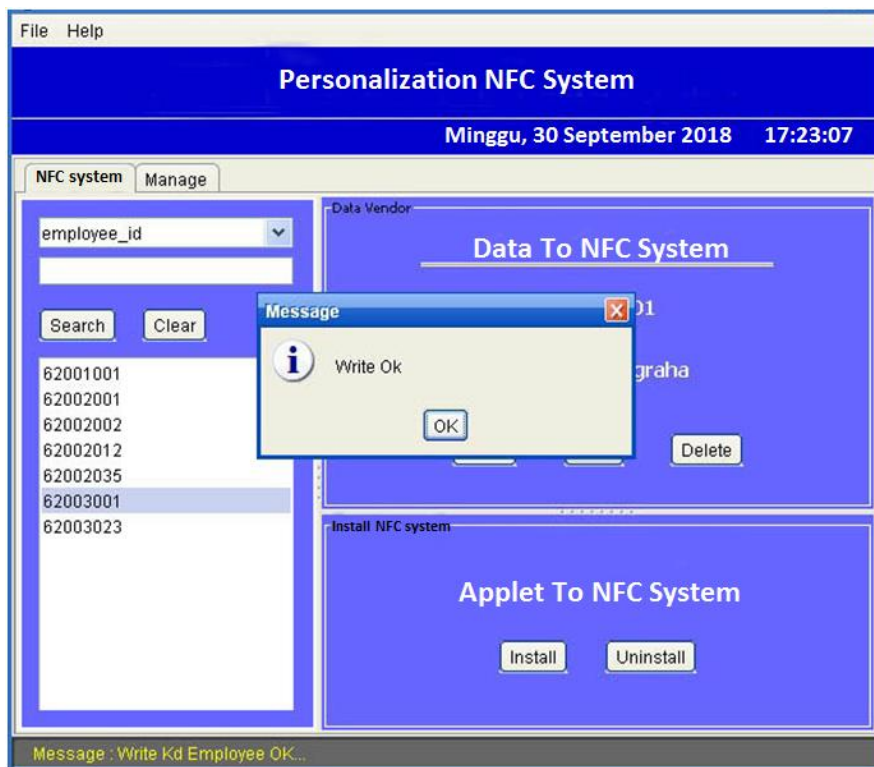 File Help
Personalization NFC System
Minggu, 30 September 2018 17:23:07
NFC system Manage
employee_id
Search Clear
62001001
62002001
62002002
62002012
62002035
62003001
62003023
Data Vendor
Data To NFC System
Delete
Message
Write Ok
OK
Install NFC system
Applet To NFC System
Install Uninstall
Message : Write Kd Employee OK...